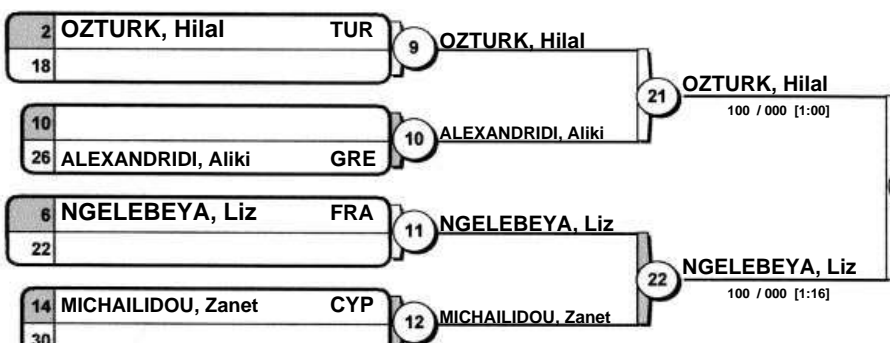 2 OZTURK, Hilal TUR
18
9 OZTURK, Hilal
10
26 ALEXANDRIDI, Aliki GRE
10 ALEXANDRIDI, Aliki
21 OZTURK, Hilal
100 / 000 [1:00]
6 NGELEBEYA, Liz FRA
22
11 NGELEBEYA, Liz
14 MICHAILIDOU, Zanet CYP
30
12 MICHAILIDOU, Zanet
22 NGELEBEYA, Liz
100 / 000 [1:16]